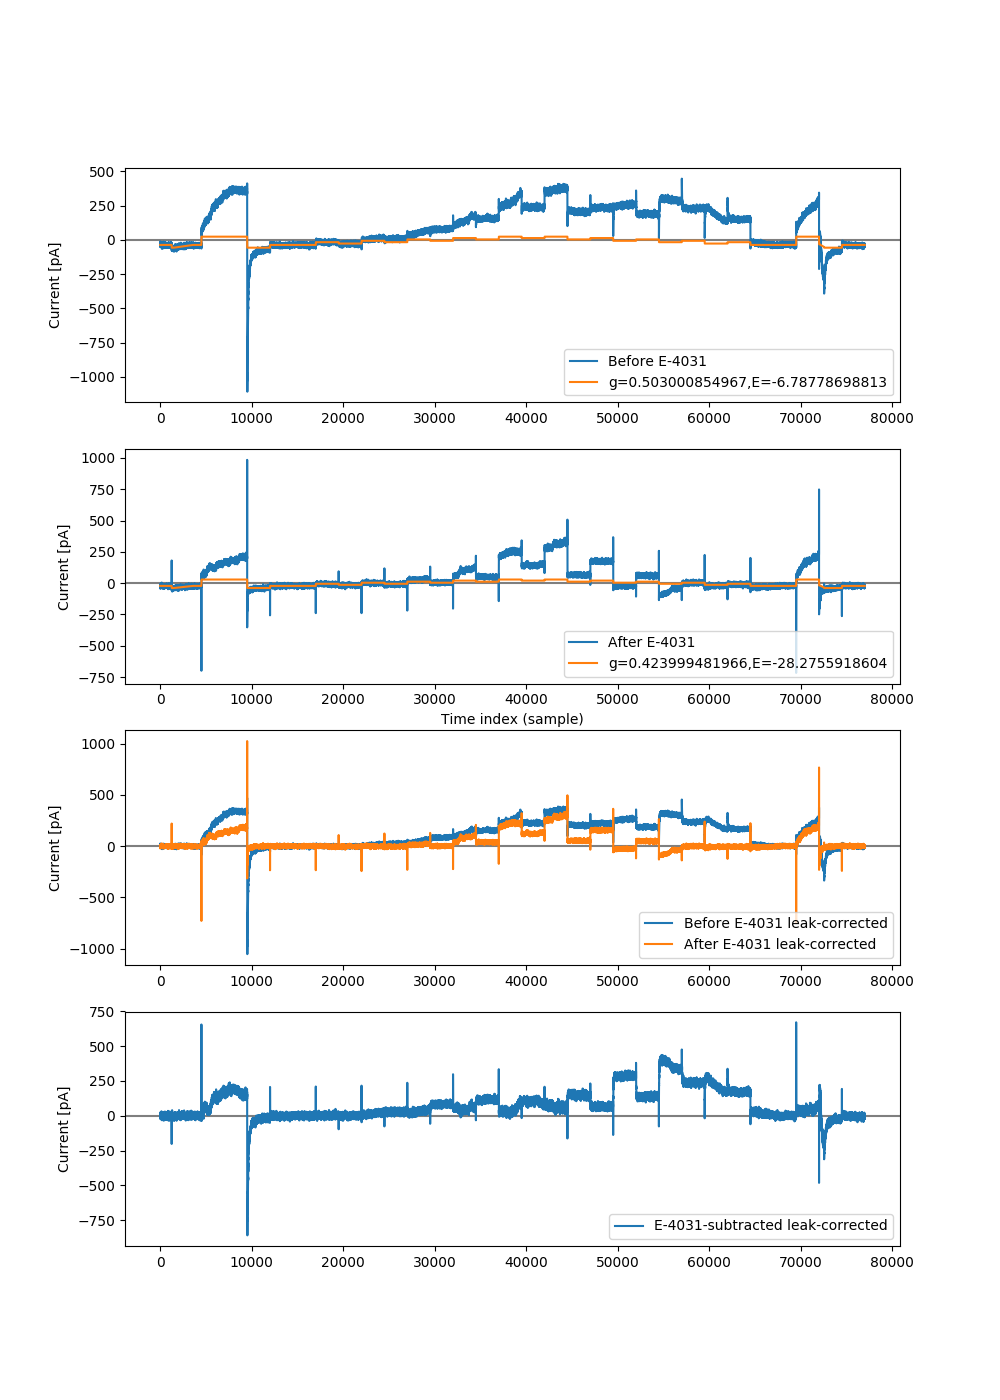 500
250
0
−250
−500
−750
−1000
Current [pA]
Before E-4031
g=0.503000854967,E=-6.78778698813
0 10000 20000 30000 40000 50000 60000 70000 80000
1000
750
500
250
0
−250
−500
−750
Current [pA]
After E-4031
g=0.423999481966,E=-28.2755918604
0 10000 20000 30000 40000 50000 60000 70000 80000
Time index (sample)
1000
500
0
−500
−1000
Current [pA]
Before E-4031 leak-corrected
After E-4031 leak-corrected
0 10000 20000 30000 40000 50000 60000 70000 80000
750
500
250
0
−250
−500
−750
Current [pA]
E-4031-subtracted leak-corrected
0 10000 20000 30000 40000 50000 60000 70000 80000